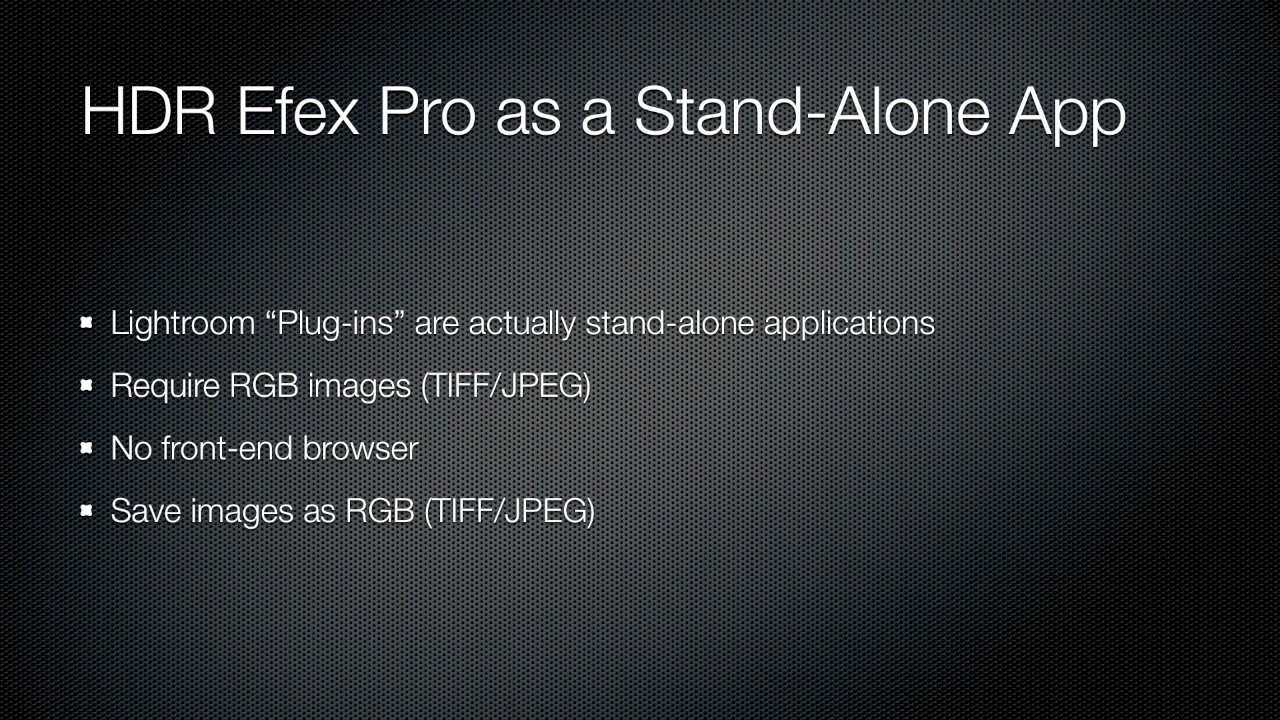 HDR Efex Pro as a Stand-Alone App
Lightroom “Plug-ins” are actually stand-alone applications
Require RGB images (TIFF/JPEG)
No front-end browser
Save images as RGB (TIFF/JPEG)